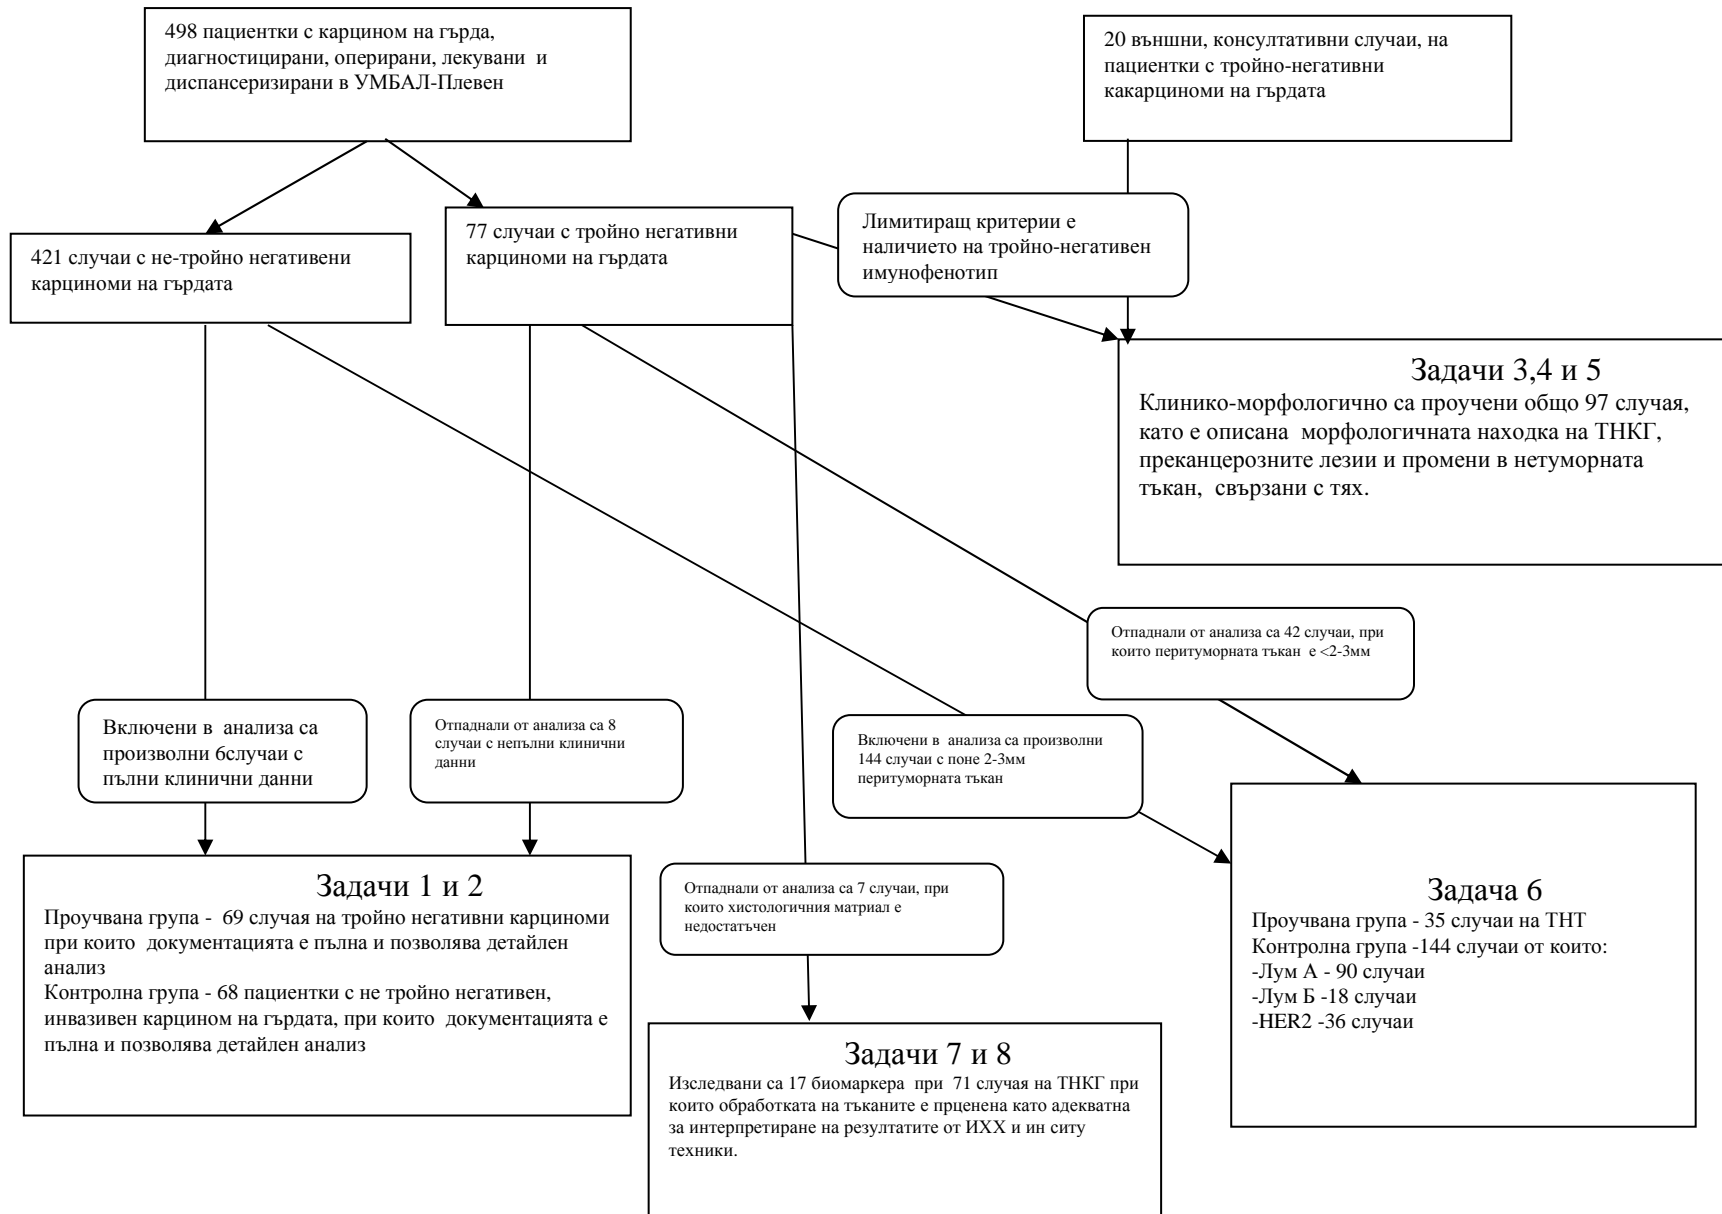 498 пациентки с карцином на гърда,
диагностицирани, оперирани, лекувани и
диспансеризирани в УМБАЛ-Плевен
20 външни, консултативни случаи, на
пациентки с тройно-негативни
какарциноми на гърдата
421 случаи с не-тройно негативени
карциноми на гърдата
77 случаи с тройно негативни
карциноми на гърдата
Лимитиращ критерии е
наличието на тройно-негативен
имунофенотип
Задачи 3,4 и 5
Клинико-морфологично са проучени общо 97 случая,
като е описана морфологичната находка на ТНКГ,
преканцерозните лезии и промени в нетуморната
тъкан, свързани с тях.
Отпаднали от анализа са 42 случаи, при
които перитуморната тъкан е <2-3мм
Включени в анализа са
произволни 6случаи с
пълни клинични данни
Отпаднали от анализа са 8
случаи с непълни клинични
данни
Включени в анализа са произволни
144 случаи с поне 2-3мм
перитуморната тъкан
Задачи 1 и 2
Проучвана група - 69 случая на тройно негативни карциноми
при които документацията е пълна и позволява детайлен
анализ
Контролна група - 68 пациентки с не тройно негативен,
инвазивен карцином на гърдата, при които документацията е
пълна и позволява детайлен анализ
Отпаднали от анализа са 7 случаи, при
които хистологичния матриал е
недостатъчен
Задача 6
Проучвана група - 35 случаи на ТНТ
Контролна група -144 случаи от които:
-Лум А - 90 случаи
-Лум Б -18 случаи
-HER2 -36 случаи
Задачи 7 и 8
Изследвани са 17 биомаркера при 71 случая на ТНКГ при
които обработката на тъканите е прценена като адекватна
за интерпретиране на резултатите от ИХХ и ин ситу
техники.